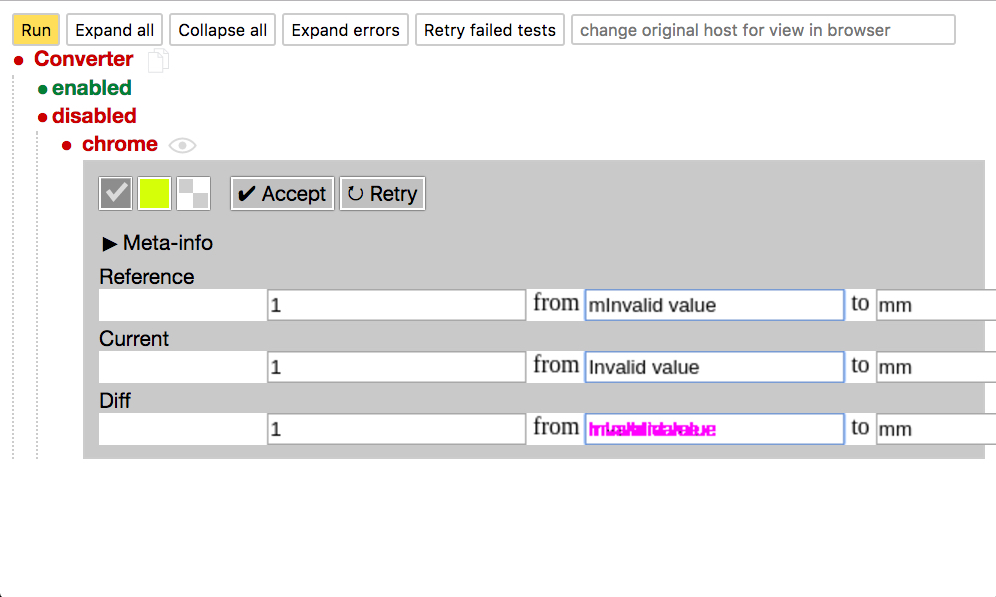 Run Expand all Collapse all Expand errors Retry failed tests change original host for view in browser
Converter
enabled
disabled
chrome
✔ Accept ↻ Retry
▶ Meta-info
Reference
1 from mInvalid value to mm
Current
1 from Invalid value to mm
Diff
1 from to mm